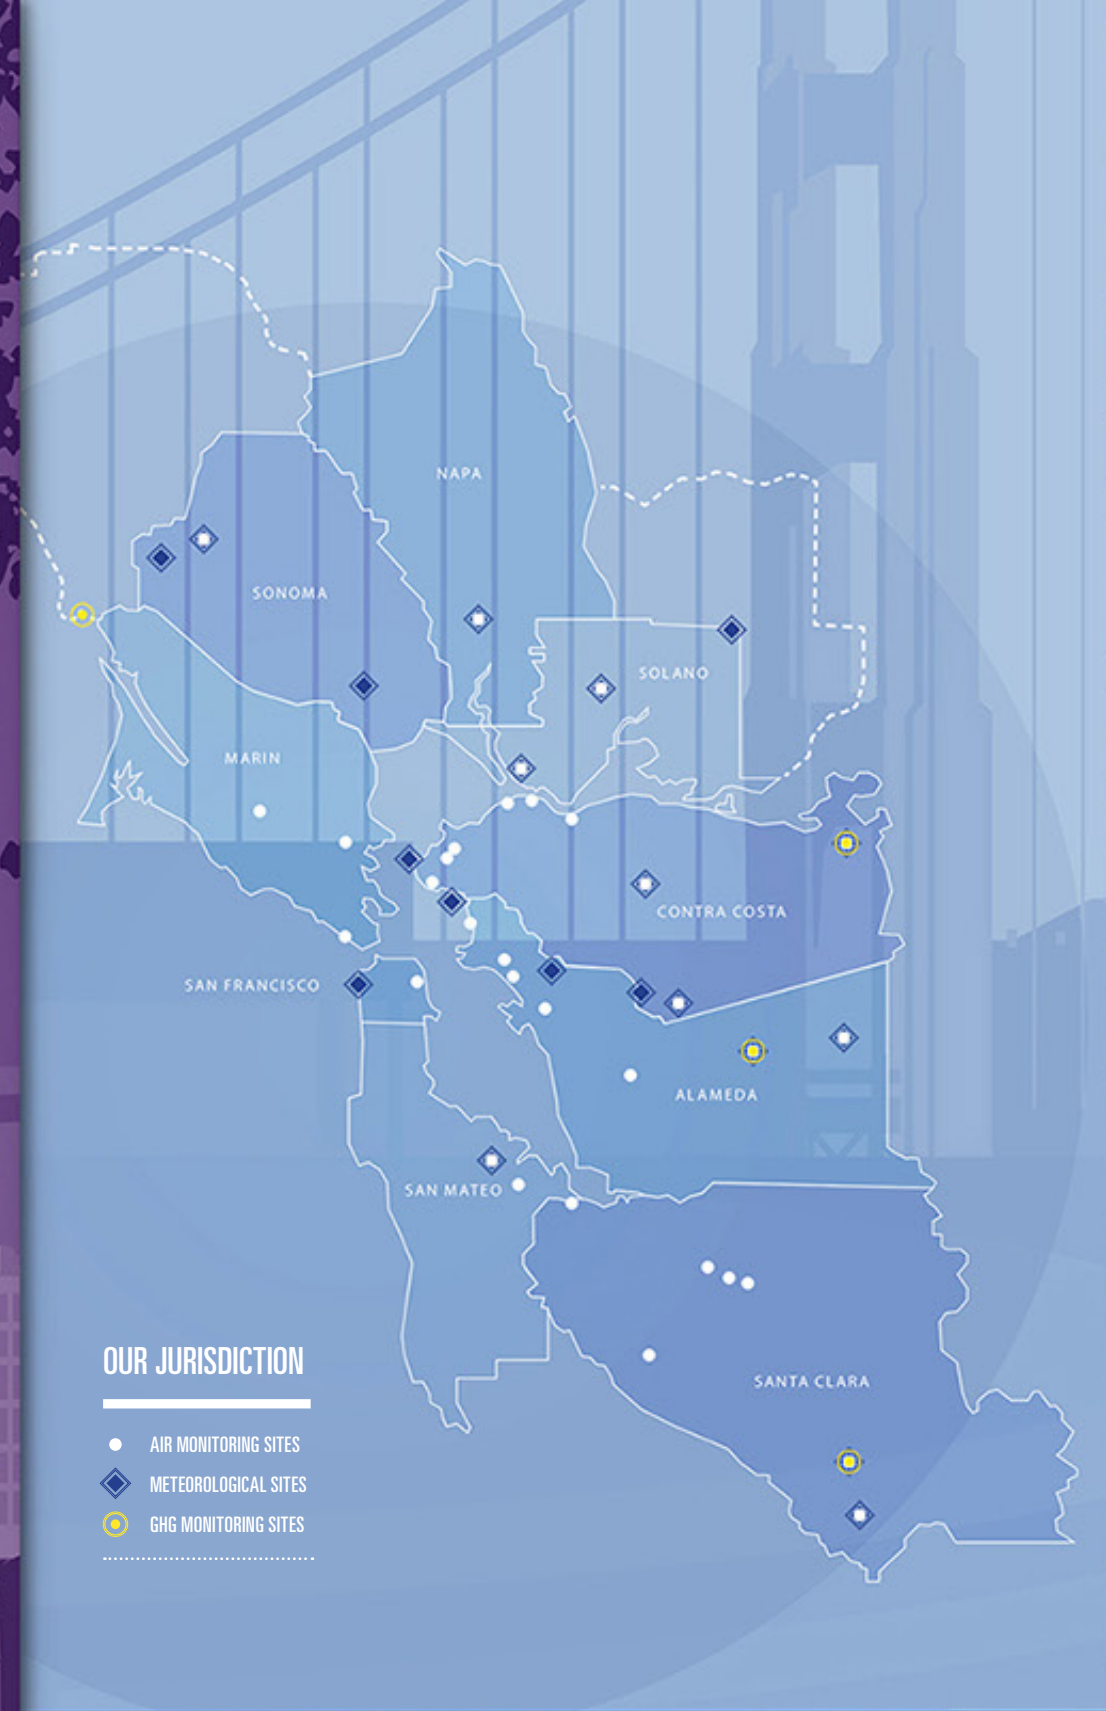 NAPA
SONOMA
SOLANO
MARIN
CONTRA COSTA
SAN FRANCISCO
ALAMEDA
SAN MATEO
SANTA CLARA
OUR JURISDICTION
AIR MONITORING SITES
METEOROLOGICAL SITES
GHG MONITORING SITES